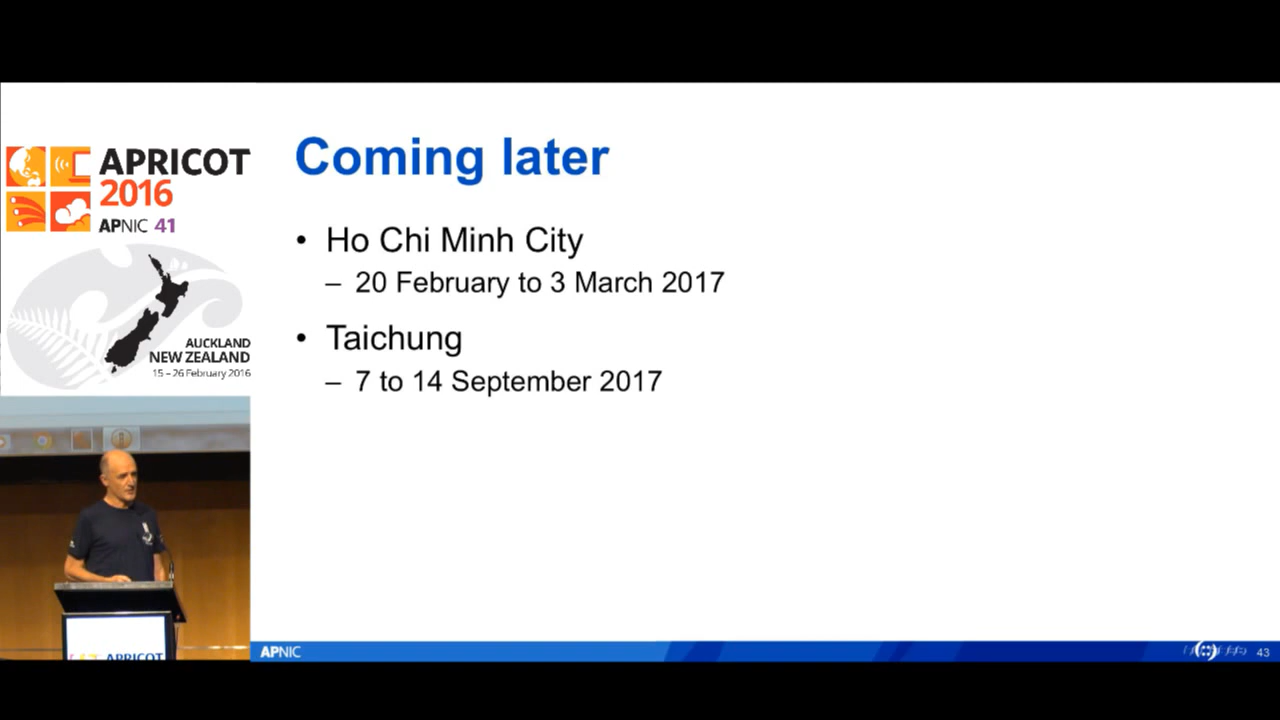 APRICOT
2016
APNIC 41
AUCKLAND
NEW ZEALAND
15 – 26 February 2016
Coming later
• Ho Chi Minh City
– 20 February to 3 March 2017
• Taichung
– 7 to 14 September 2017
APRICOT
APNIC
43